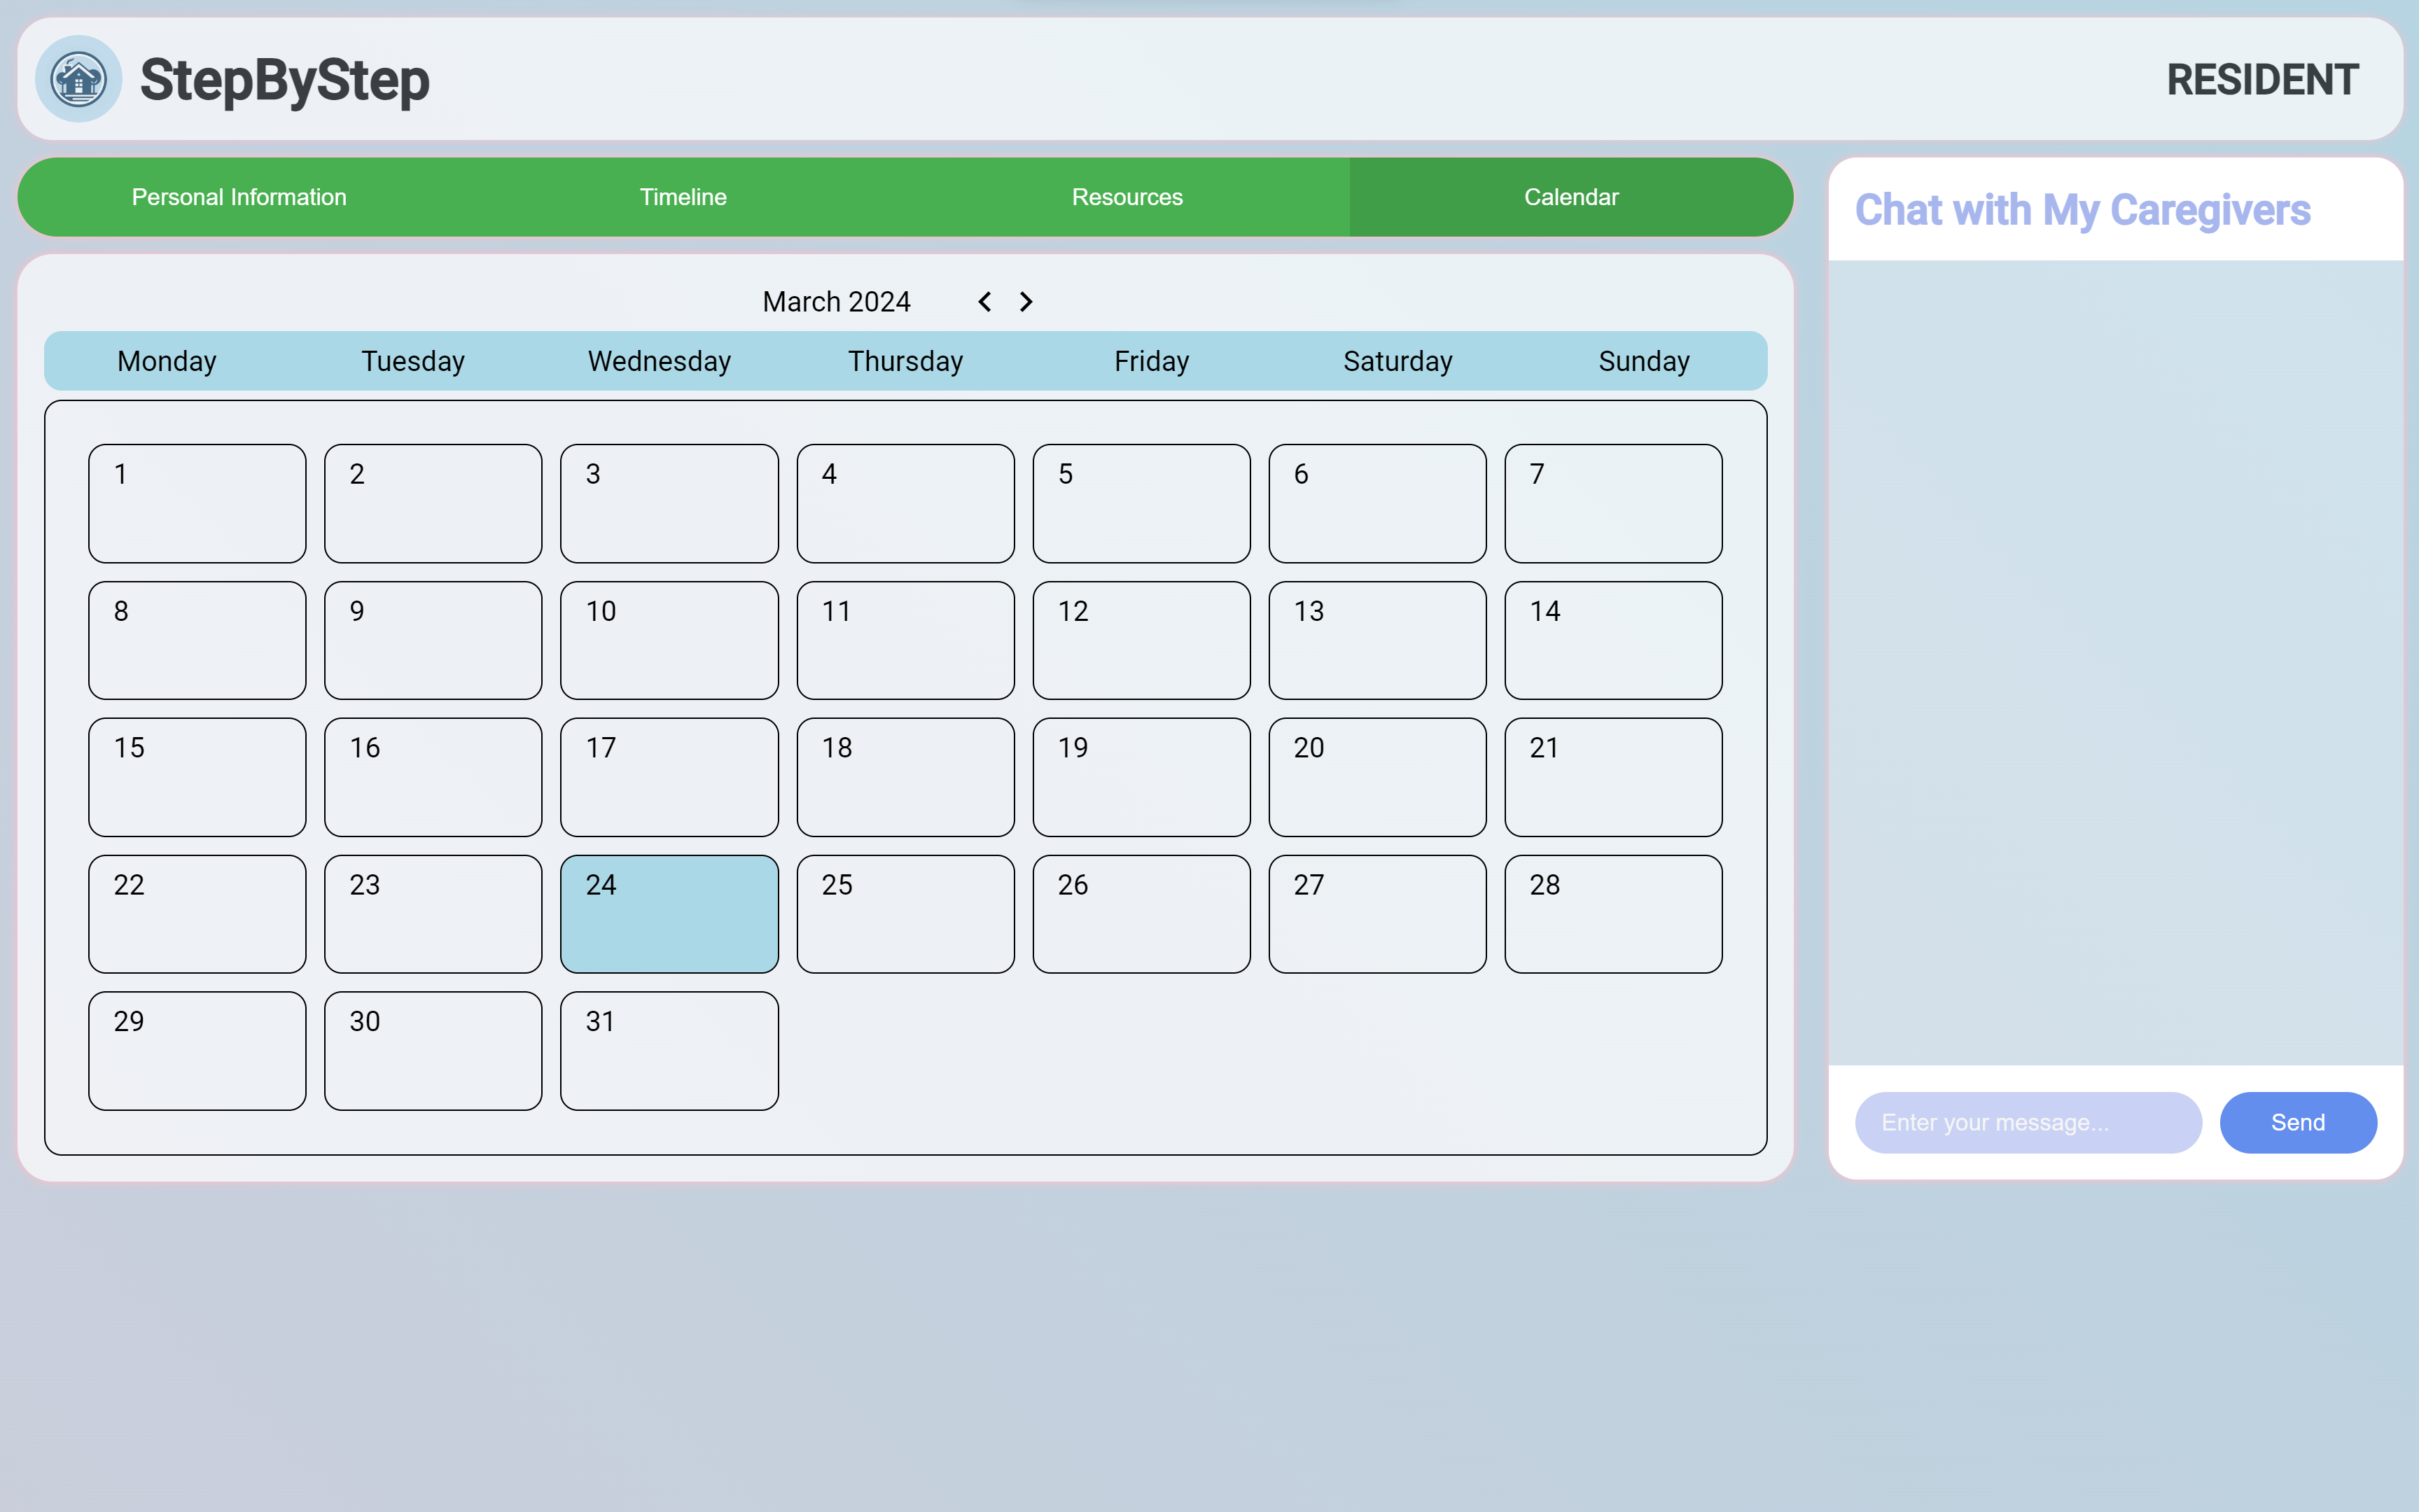 StepByStep
RESIDENT
Personal Information Timeline Resources Calendar
March 2024
Monday Tuesday Wednesday Thursday Friday Saturday Sunday
1 2 3 4 5 6 7
8 9 10 11 12 13 14
15 16 17 18 19 20 21
22 23 24 25 26 27 28
29 30 31
Chat with My Caregivers
Enter your message...
Send